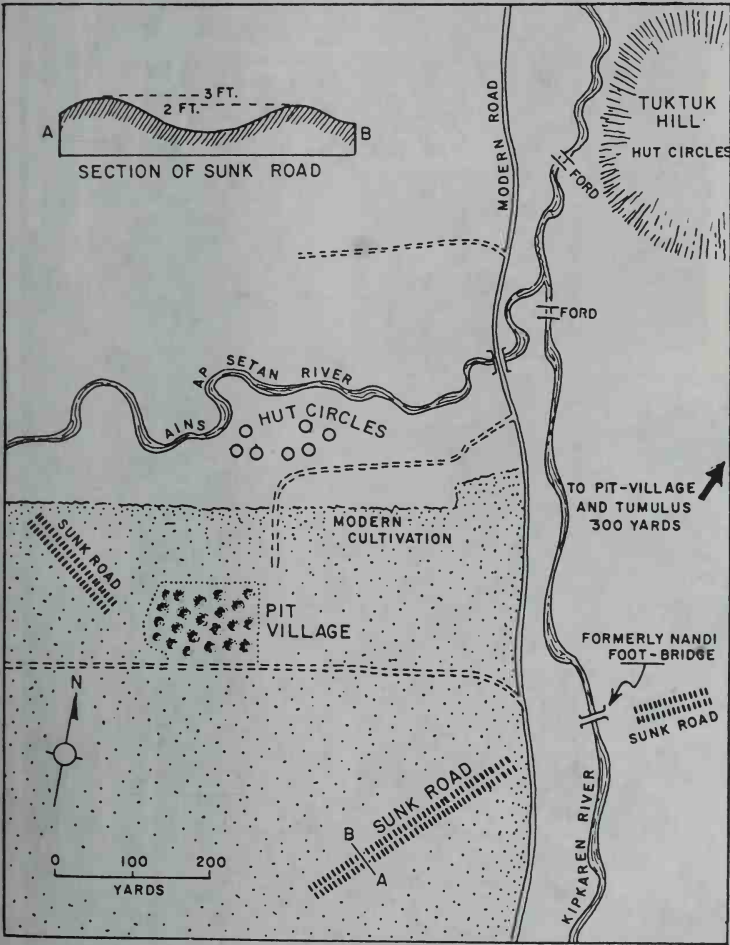 3 FT.
2 FT.
A
B
SECTION OF SUNK ROAD
MODERN ROAD
TUKTUK
HILL
HUT CIRCLES
FORD
FORD
AINS AP SETAN RIVER
HUT CIRCLES
TO PIT-VILLAGE
AND TUMULUS
300 YARDS
MODERN
CULTIVATION
SUNK ROAD
PIT
VILLAGE
FORMERLY NANDI
FOOT-BRIDGE
SUNK ROAD
N
SUNK ROAD
B
A
0 100 200
YARDS
KIPKAREN RIVER